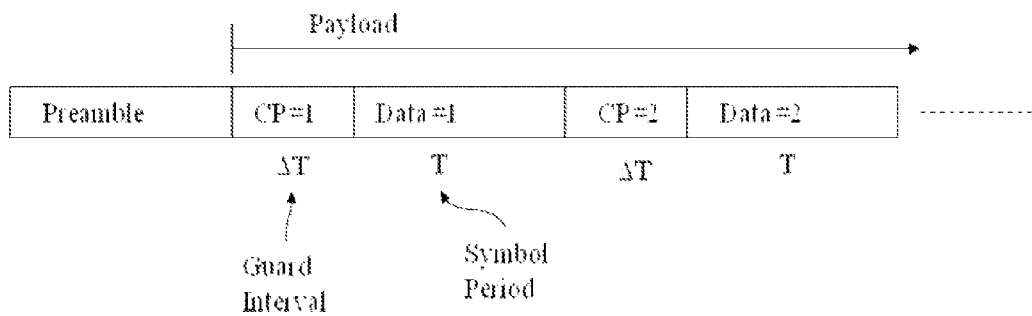 Payload
Preamble CP#1 Data #1 CP#2 Data #2
ΔT T ΔT T
Guard Interval
Symbol Period